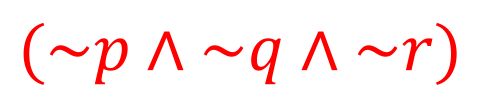 (~p ∧ ~q ∧ ~r)